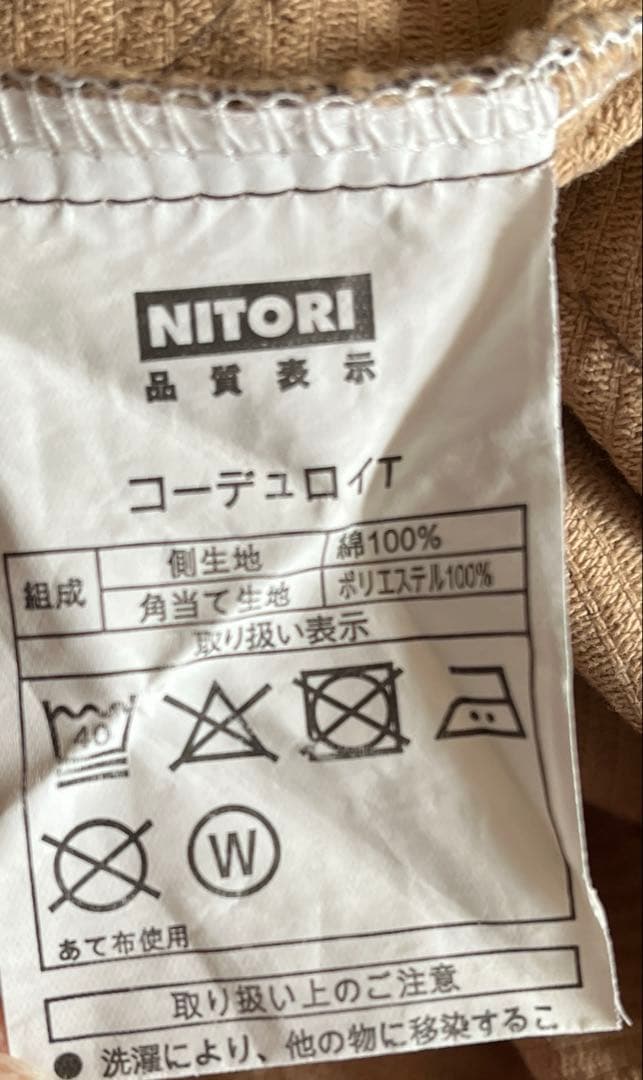 NITORI
品質表示
コーデュロイT
組成 側生地 綿100%
角当て生地 ポリエステル100%
取り扱い表示
40
W
あて布使用
取り扱い上のご注意
● 洗濯により、他の物に移染するこ